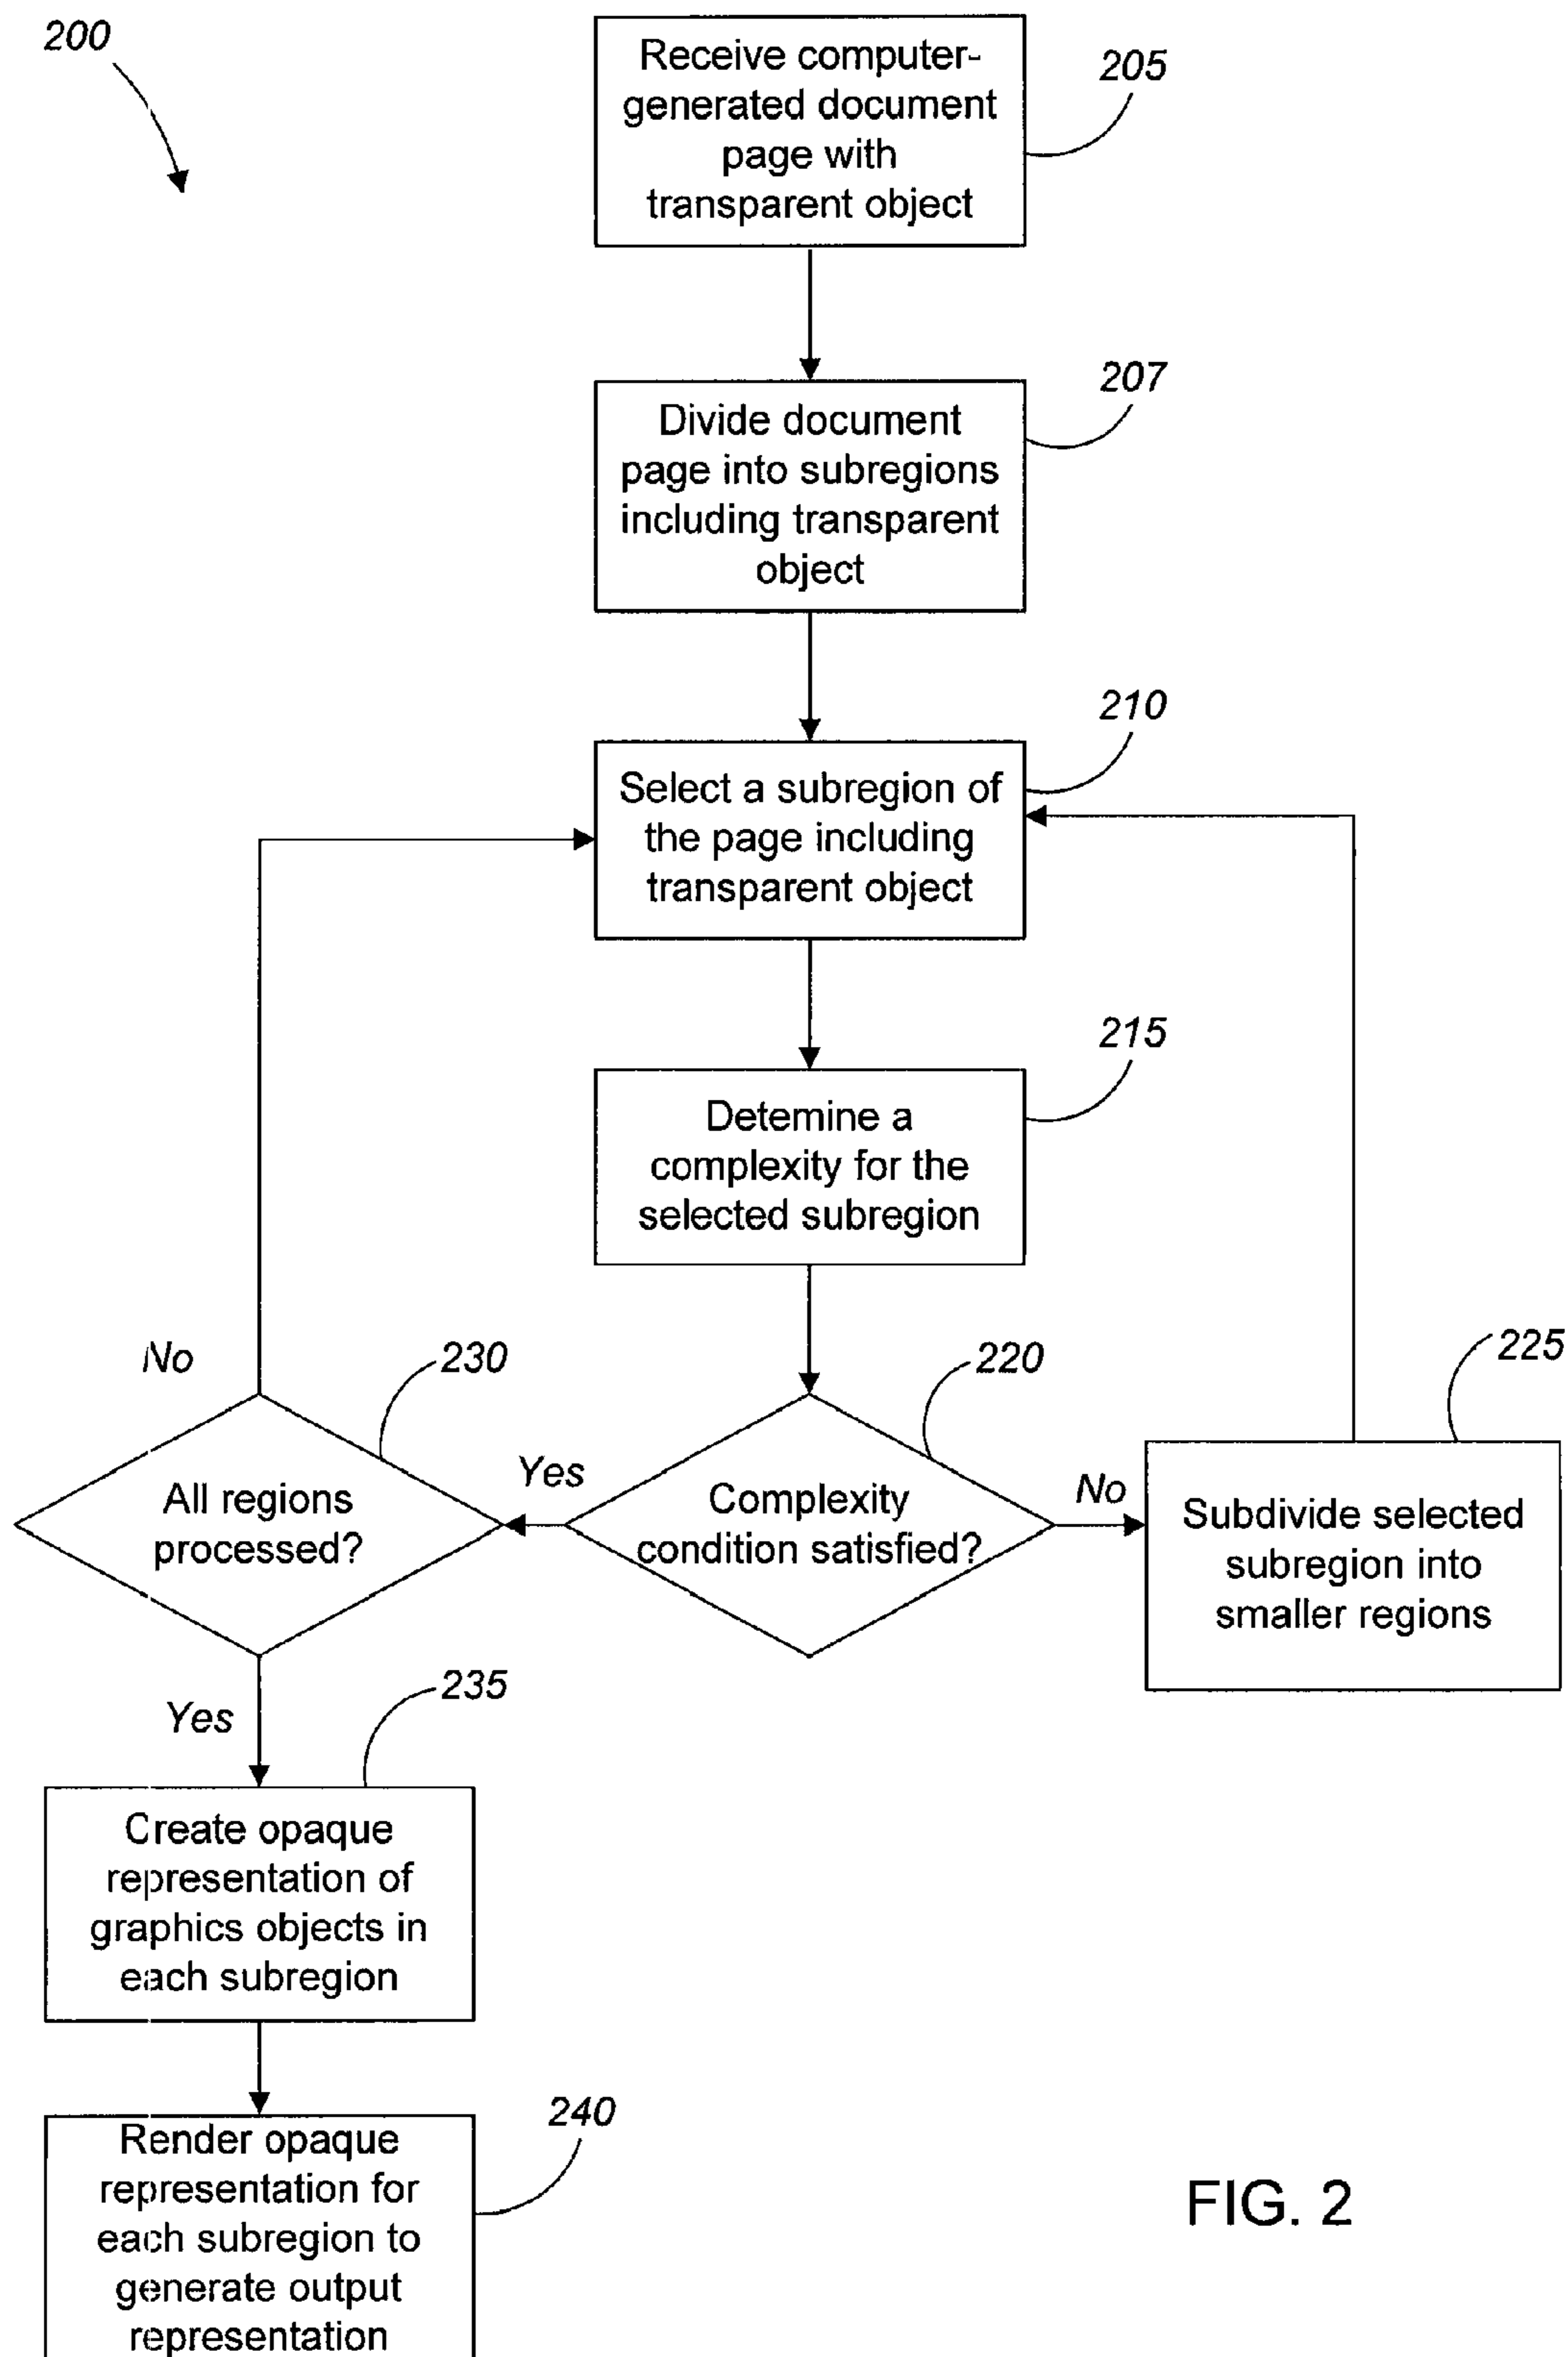 200
Receive computer-
generated document
page with
transparent object
205
Divide document
page into subregions
including transparent
object
207
Select a subregion of
the page including
transparent object
210
Detemine a
complexity for the
selected subregion
215
No
230
220
225
All regions
processed?
Yes
Complexity
condition satisfied?
No
Subdivide selected
subregion into
smaller regions
Yes
235
Create opaque
representation of
graphics objects in
each subregion
240
Render opaque
representation for
each subregion to
generate output
representation
FIG. 2